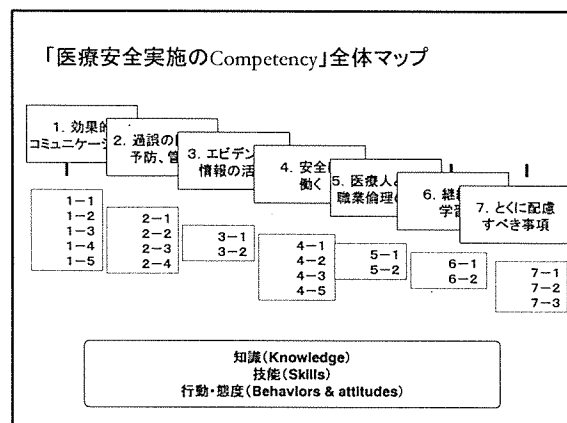 「医療安全実施のCompetency」全体マップ
1. 効果的
コミュニケーシ
2. 過誤の
予防、管
3. エビデン
情報の活
4. 安全
働く
5. 医療人
職業倫理
6. 継
学習
7. とくに配慮
すべき事項
1－1
1－2
1－3
1－4
1－5
2－1
2－2
2－3
2－4
3－1
3－2
4－1
4－2
4－3
4－5
5－1
5－2
6－1
6－2
7－1
7－2
7－3
知識(Knowledge)
技能(Skills)
行動・態度(Behaviors & attitudes)